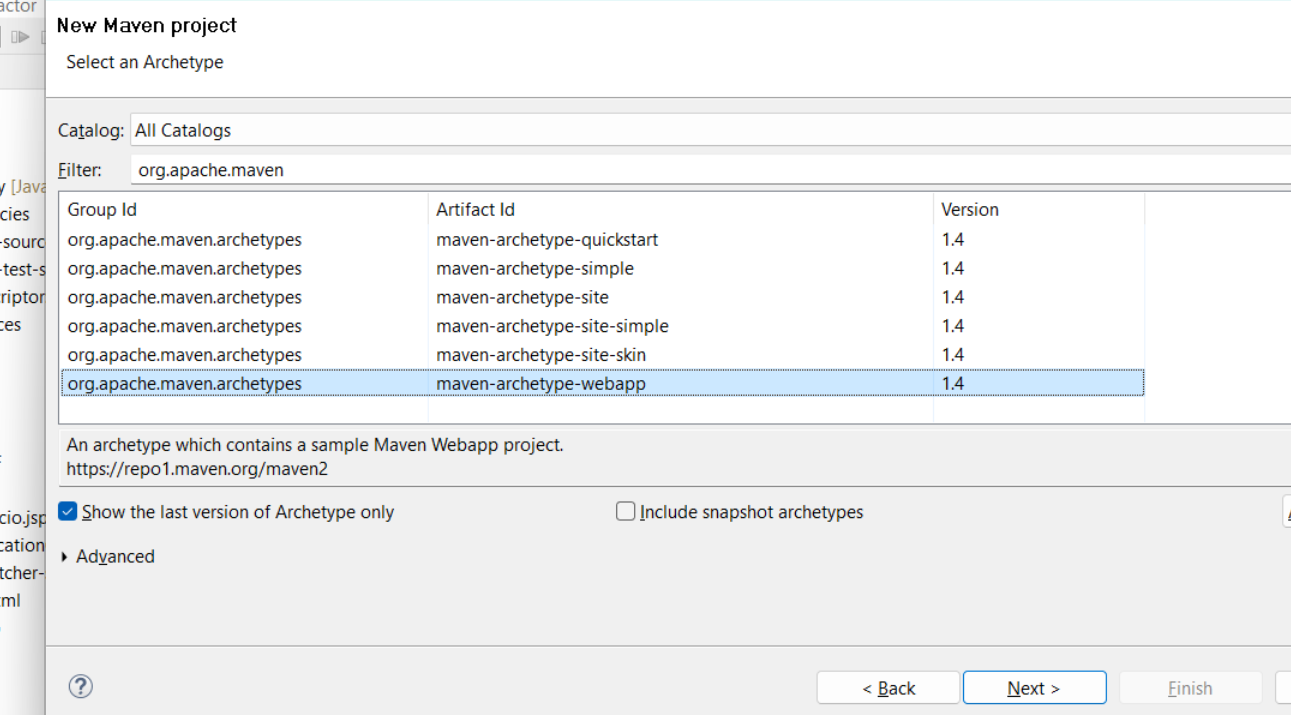 actor
New Maven project
Select an Archetype
Catalog: All Catalogs
Filter: org.apache.maven
Group Id Artifact Id Version
org.apache.maven.archetypes maven-archetype-quickstart 1.4
org.apache.maven.archetypes maven-archetype-simple 1.4
org.apache.maven.archetypes maven-archetype-site 1.4
org.apache.maven.archetypes maven-archetype-site-simple 1.4
org.apache.maven.archetypes maven-archetype-site-skin 1.4
org.apache.maven.archetypes maven-archetype-webapp 1.4
An archetype which contains a sample Maven Webapp project.
https://repo1.maven.org/maven2
Show the last version of Archetype only Include snapshot archetypes
Advanced
< Back Next > Finish
y [Java
cies
-sourc
-test-s
riptor
ces
cio.jsp
cation
tcher-
ml